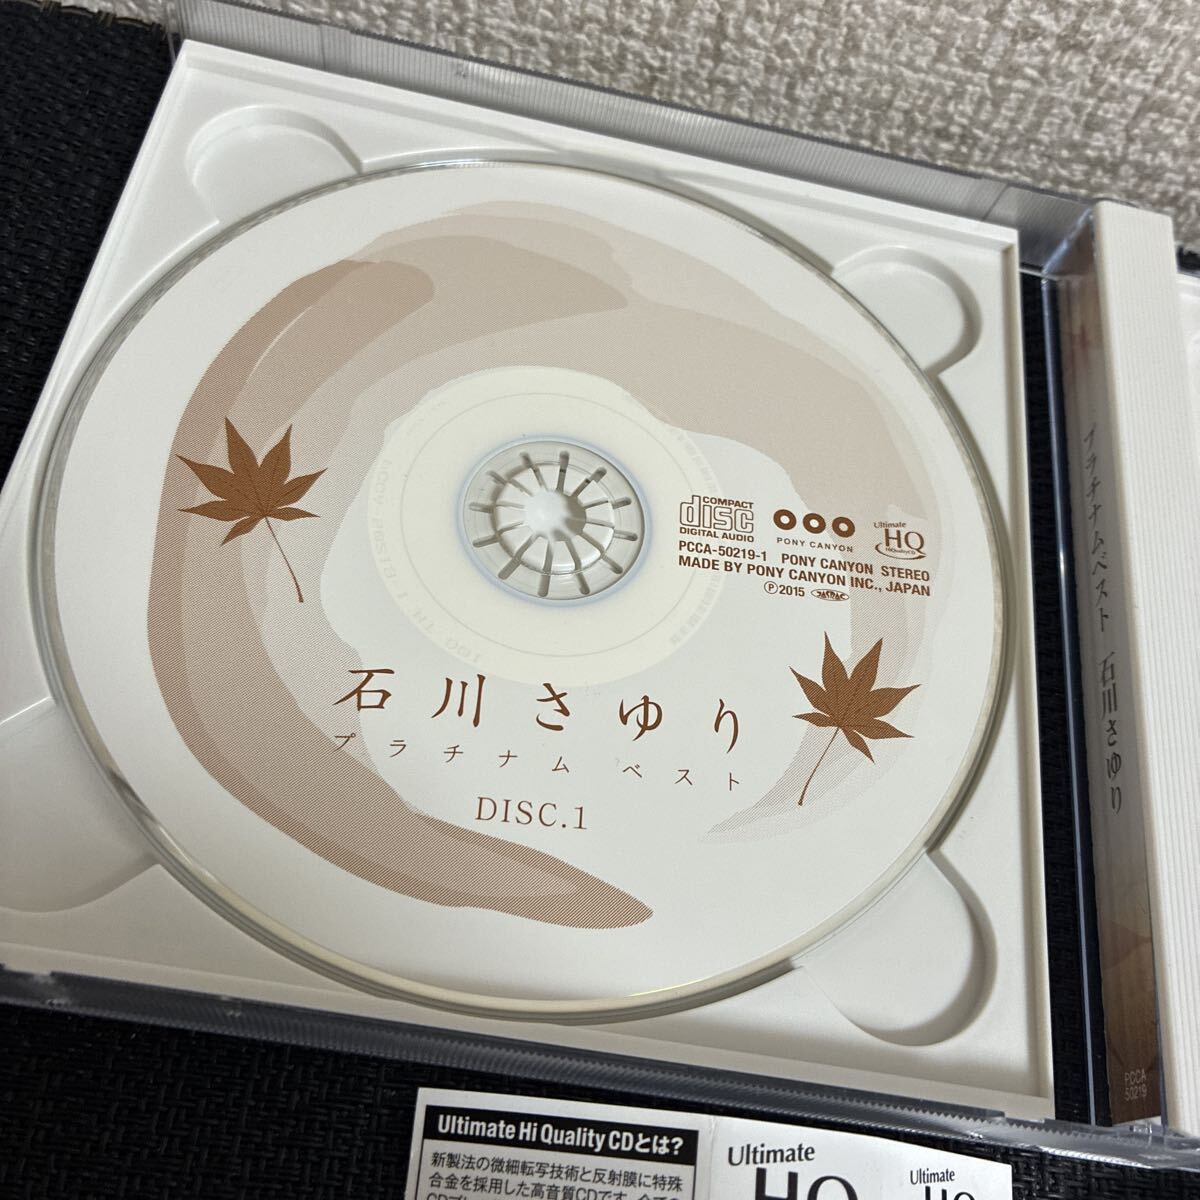 COMPACT
disc
DIGITAL AUDIO
PONY CANYON
Ultimate
HQ
HiQualityCD
PCCA-50219-1 PONY CANYON STEREO
MADE BY PONY CANYON INC., JAPAN
Ⓟ2015 JASRAC
石川さゆり
プラチナムベスト
DISC.1
プラチナムベスト 石川さゆり
PCCA
50219
Ultimate Hi Quality CDとは?
新製法の微細転写技術と反射膜に特殊
合金を採用した高音質CDです。
Ultimate
HQ
Ultimate
HQ